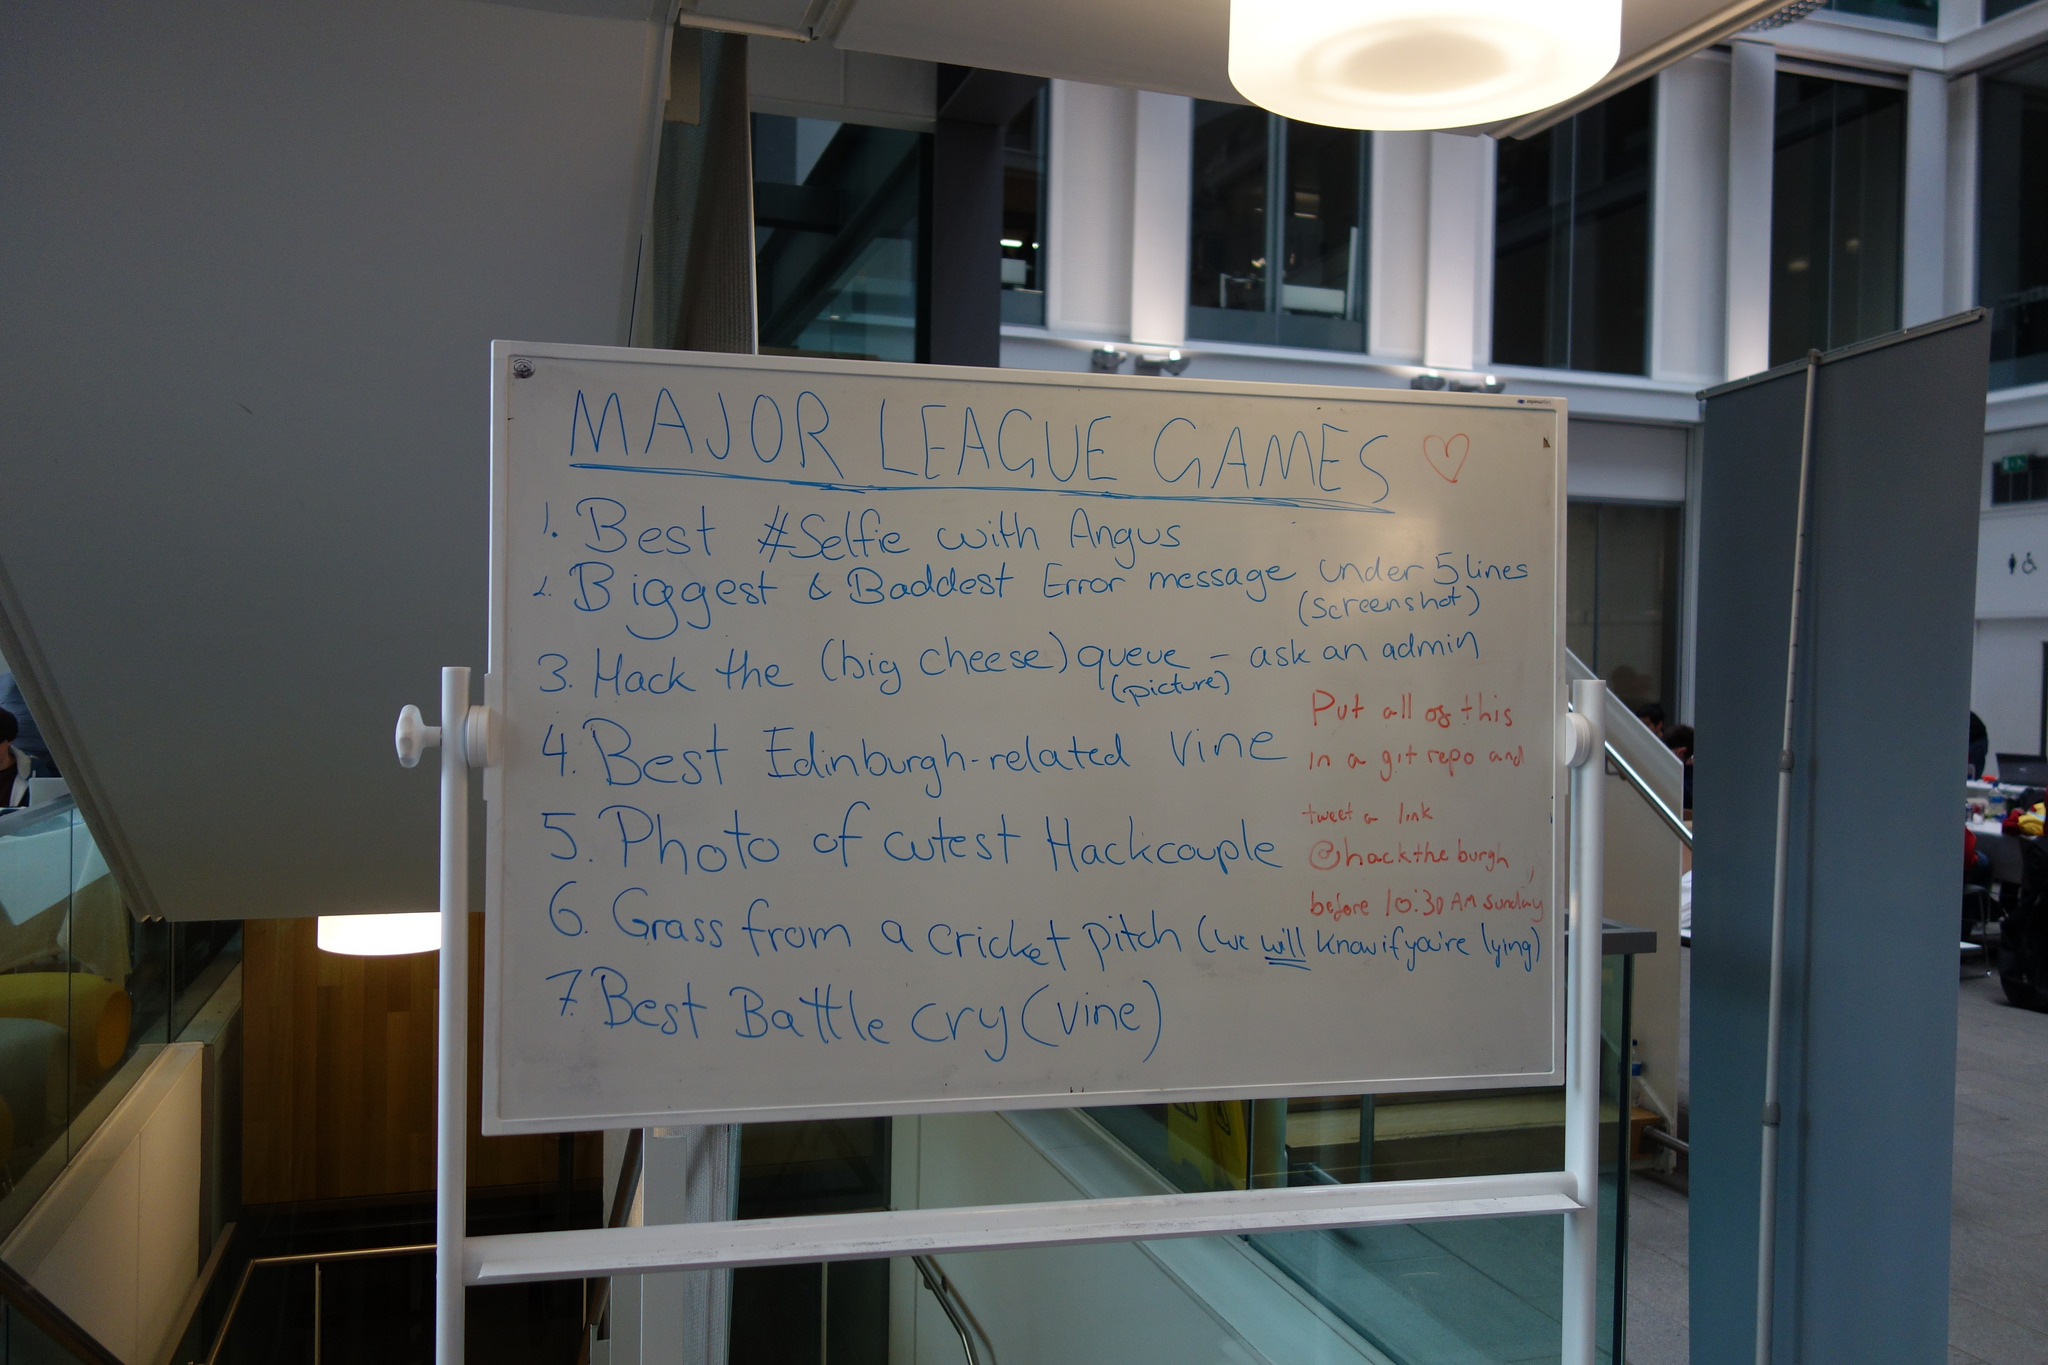 MAJOR LEAGUE GAMES
1. Best #Selfie with Angus
2. Biggest & Baddest Error message under 5 lines
(screenshot)
3. Hack the (big cheese) queue - ask an admin
(picture)
4. Best Edinburgh-related Vine
5. Photo of cutest Hackcouple
6. Grass from a cricket pitch (we will know if you're lying)
7. Best Battle cry (vine)
Put all of this
in a git repo and
tweet a link
@hacktheburgh,
before 10:30 AM sunday